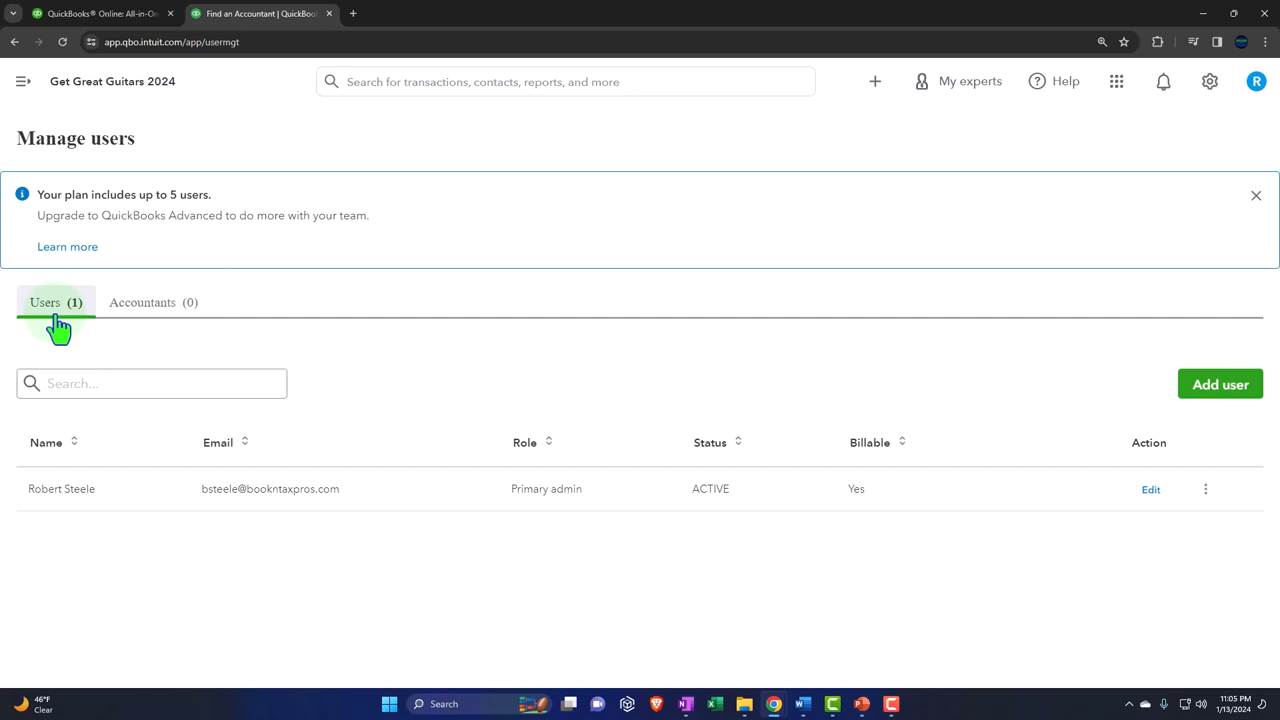 QuickBooks® Online: All-in-On
Find an Accountant | QuickBool
app.qbo.intuit.com/app/usermgt
Get Great Guitars 2024
Search for transactions, contacts, reports, and more
My experts
Help
R
Manage users
Your plan includes up to 5 users.
Upgrade to QuickBooks Advanced to do more with your team.
Learn more
Users (1)
Accountants (0)
Search...
Add user
Name Email Role Status Billable Action
Robert Steele bsteele@bookntaxpros.com Primary admin ACTIVE Yes Edit
46°F
Clear
Search
11:05 PM
1/13/2024